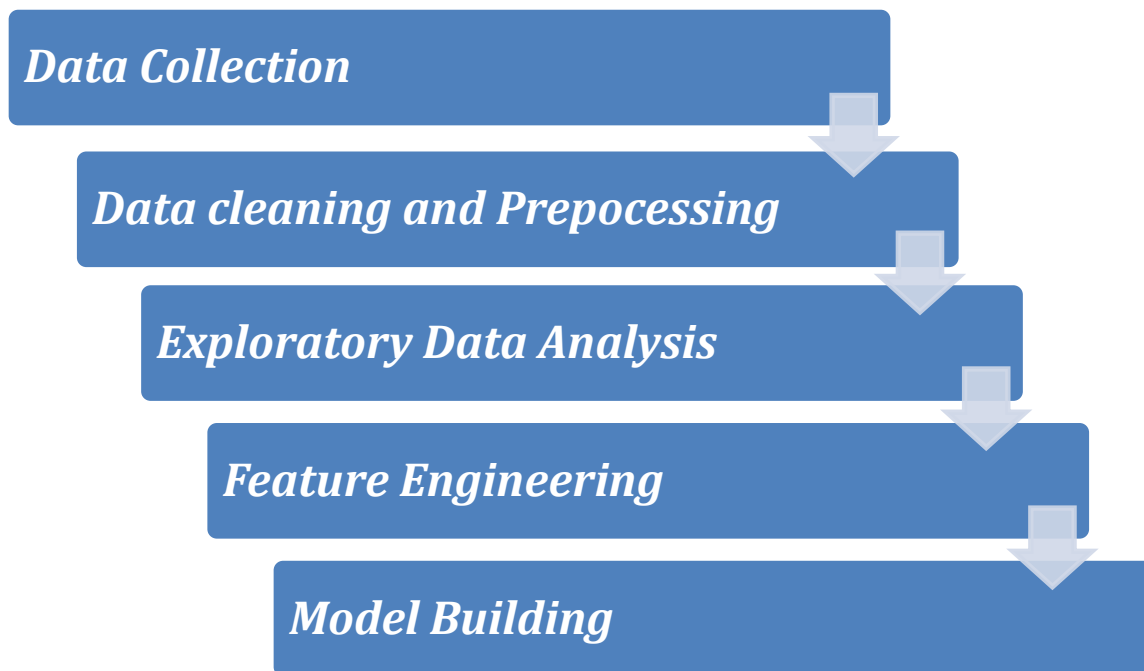 Data Collection
Data cleaning and Prepocessing
Exploratory Data Analysis
Feature Engineering
Model Building